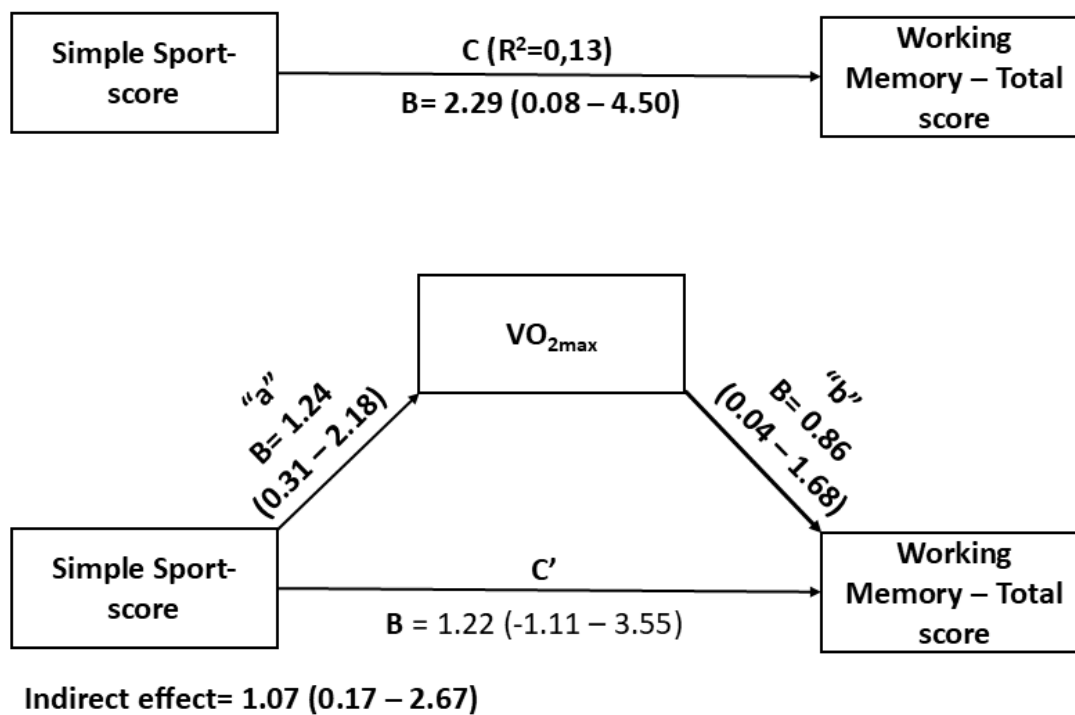 Simple Sport-
score
C (R²=0,13)
B= 2.29 (0.08 – 4.50)
Working
Memory – Total
score
VO₂max
“a”
B= 1.24
(0.31 – 2.18)
“b”
B= 0.86
(0.04 – 1.68)
Simple Sport-
score
C’
B = 1.22 (-1.11 – 3.55)
Working
Memory – Total
score
Indirect effect= 1.07 (0.17 – 2.67)